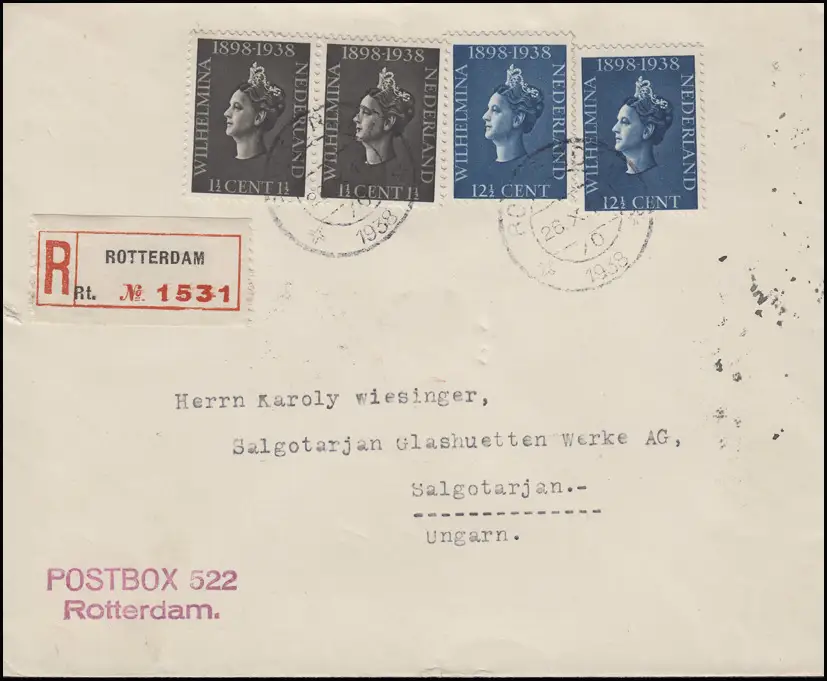 1898-1938
WILHELMINA
NEDERLAND
1½ CENT 1½
1898-1938
WILHELMINA
NEDERLAND
1½ CENT 1½
1898-1938
WILHELMINA
NEDERLAND
12½ CENT
1898-1938
WILHELMINA
NEDERLAND
12½ CENT
1938
26.X
1938
R
ROTTERDAM
Rt. № 1531
Herrn Karoly Wiesinger,
Salgotarjan Glashuetten Werke AG,
Salgotarjan.-
Ungarn.
POSTBOX 522
Rotterdam.